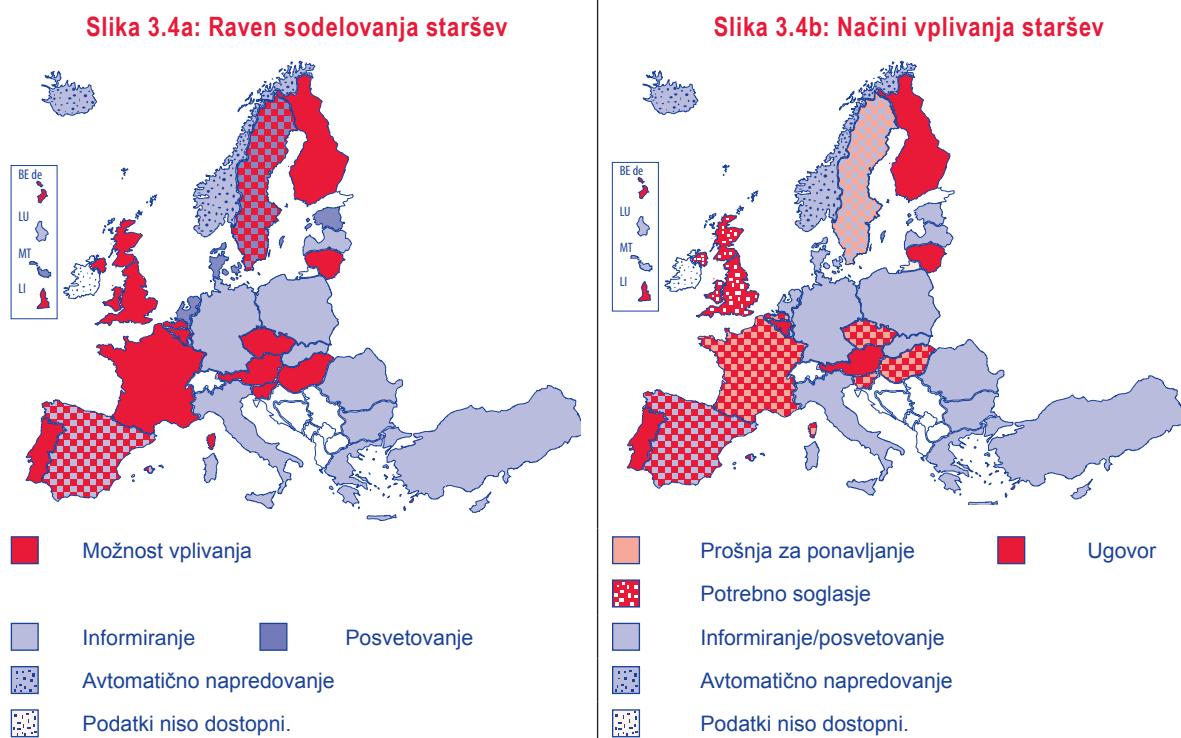 Slika 3.4a: Raven sodelovanja staršev
BE de
LU
MT
LI
Možnost vplivanja
Informiranje
Posvetovanje
Avtomatično napredovanje
Podatki niso dostopni.
Slika 3.4b: Načini vplivanja staršev
BE de
LU
MT
LI
Prošnja za ponavljanje
Ugovor
Potrebno soglasje
Informiranje/posvetovanje
Avtomatično napredovanje
Podatki niso dostopni.